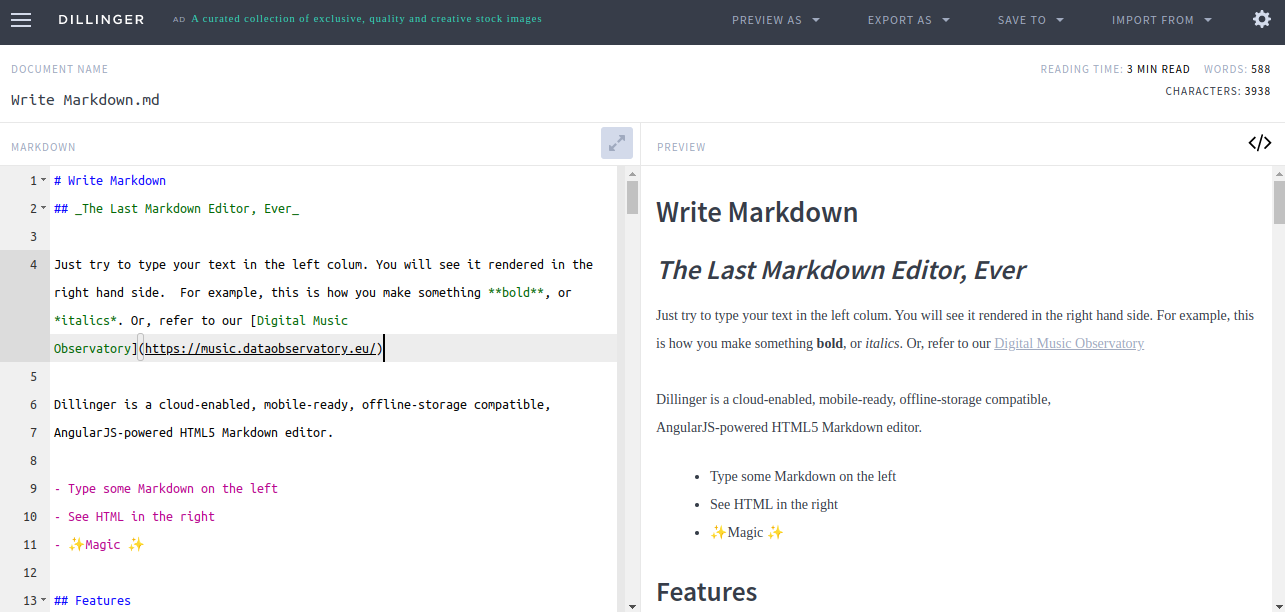 DILLINGER AD A curated collection of exclusive, quality and creative stock images PREVIEW AS EXPORT AS SAVE TO IMPORT FROM
DOCUMENT NAME
Write Markdown.md
READING TIME: 3 MIN READ WORDS: 588
CHARACTERS: 3938
MARKDOWN
1 # Write Markdown
2 ## _The Last Markdown Editor, Ever_
3
4 Just try to type your text in the left colum. You will see it rendered in the
right hand side.  For example, this is how you make something **bold**, or
*italics*. Or, refer to our [Digital Music
Observatory](https://music.dataobservatory.eu/)
5
6 Dillinger is a cloud-enabled, mobile-ready, offline-storage compatible,
7 AngularJS-powered HTML5 Markdown editor.
8
9 - Type some Markdown on the left
10 - See HTML in the right
11 - ✨Magic ✨
12
13 ## Features
PREVIEW </>
Write Markdown
The Last Markdown Editor, Ever
Just try to type your text in the left colum. You will see it rendered in the right hand side. For example, this
is how you make something bold, or italics. Or, refer to our Digital Music Observatory
Dillinger is a cloud-enabled, mobile-ready, offline-storage compatible,
AngularJS-powered HTML5 Markdown editor.
• Type some Markdown on the left
• See HTML in the right
• ✨Magic ✨
Features